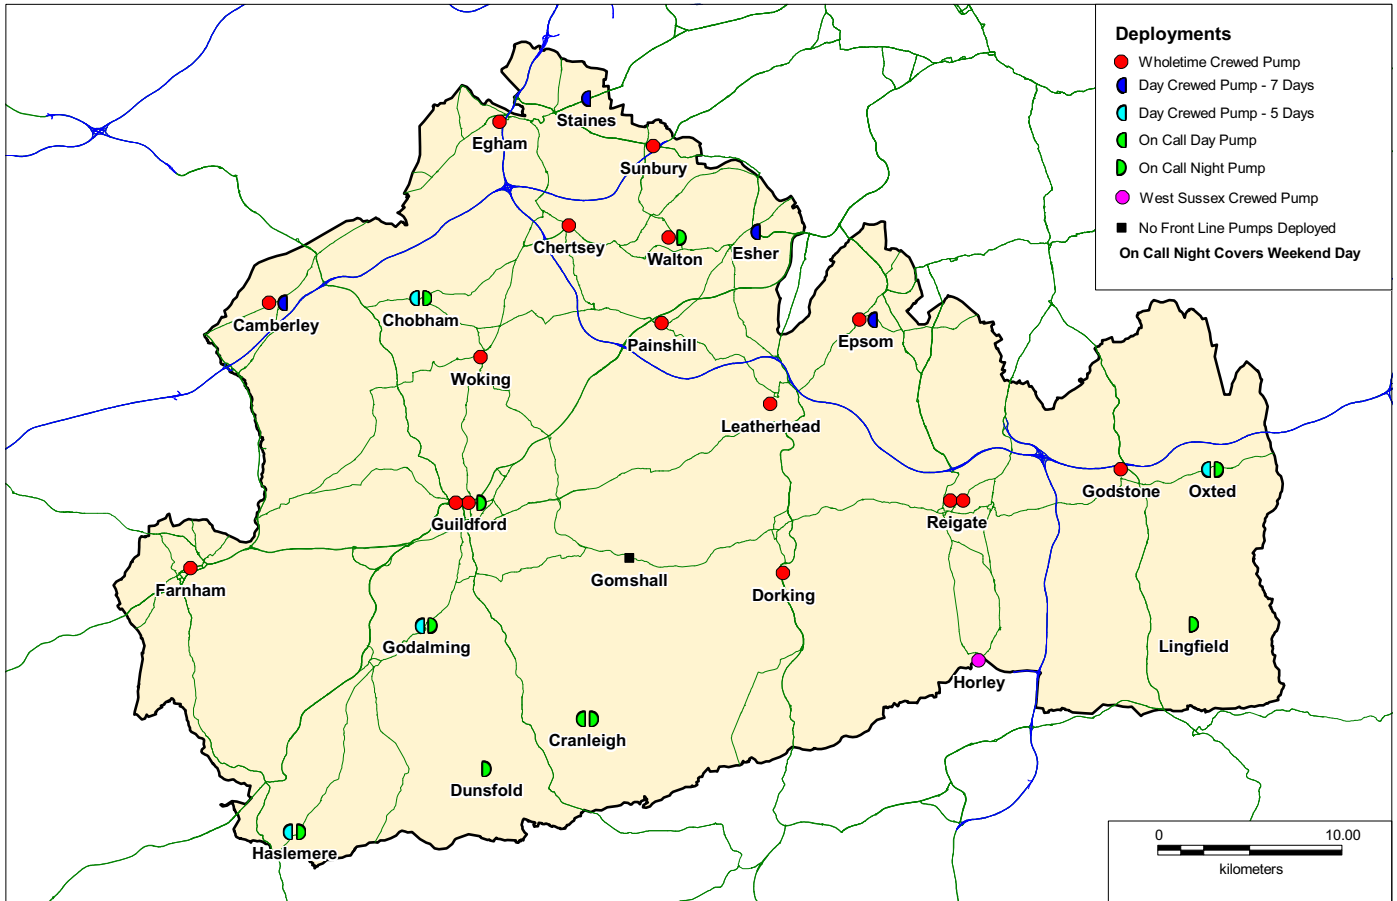 Deployments
Wholetime Crewed Pump
Day Crewed Pump - 7 Days
Day Crewed Pump - 5 Days
On Call Day Pump
On Call Night Pump
West Sussex Crewed Pump
No Front Line Pumps Deployed
On Call Night Covers Weekend Day
Staines
Egham
Sunbury
Chertsey
Walton
Esher
Camberley
Chobham
Painshill
Epsom
Woking
Leatherhead
Godstone
Oxted
Guildford
Reigate
Gomshall
Farnham
Dorking
Godalming
Lingfield
Horley
Cranleigh
Dunsfold
Haslemere
0 10.00
kilometers